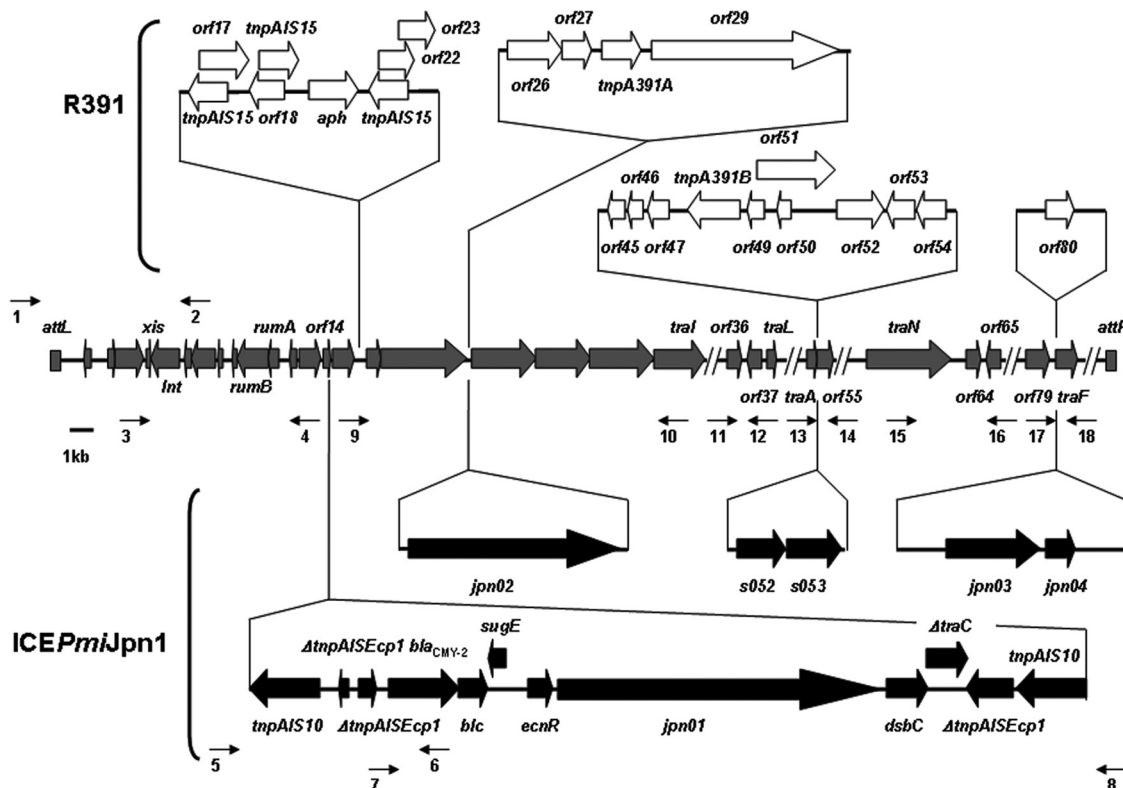 orf17 tnpAIS15 orf23
orf22
orf27 orf29
R391
tnpAIS15 orf18 aph tnpAIS15
orf26 tnpA391A
orf51
orf46 tnpA391B orf53
orf45 orf47 orf49 orf50 orf52 orf54 orf80
1 2
attL xis rumA orf14 traI orf36 traL traN orf65 attR
Int rumB orf37 traA orf55 orf64 orf79 traF
1kb 3 4 9 10 11 12 13 14 15 16 17 18
jpn02 s052 s053 jpn03 jpn04
ICEPmiJpn1
sugE ΔtraC
ΔtnpAISEcp1 blaCMY-2 tnpAIS10
tnpAIS10 ΔtnpAISEcp1 blc ecnR jpn01 dsbC ΔtnpAISEcp1
5 7 6 8